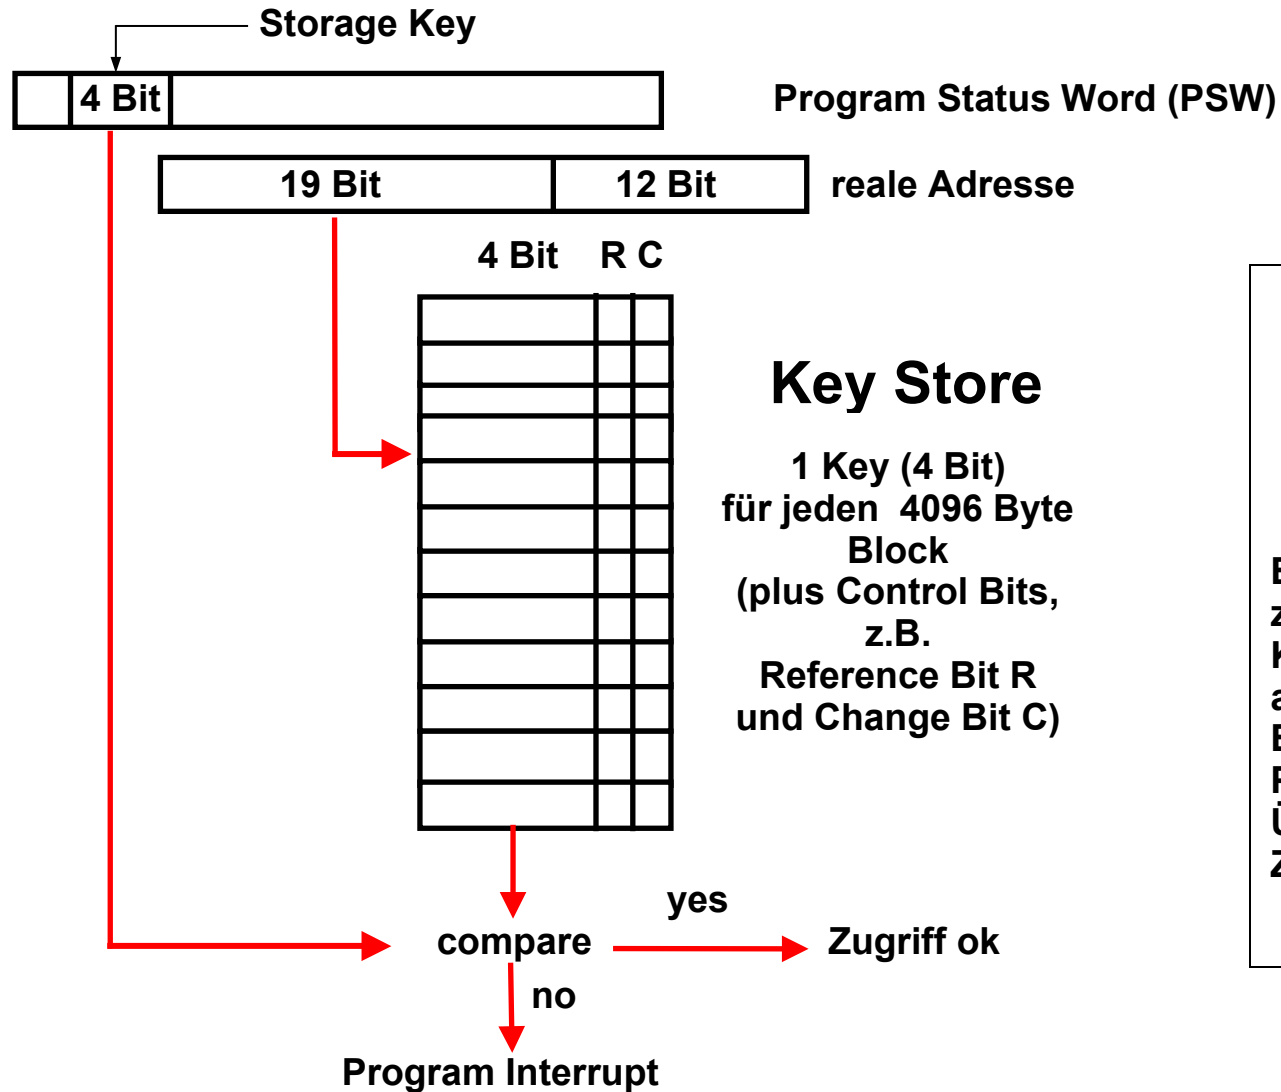 Storage Key
4 Bit
Program Status Word (PSW)
19 Bit 12 Bit reale Adresse
4 Bit R C
Key Store
1 Key (4 Bit)
für jeden 4096 Byte
Block
(plus Control Bits,
z.B.
Reference Bit R
und Change Bit C)
yes
compare
Zugriff ok
no
Program Interrupt